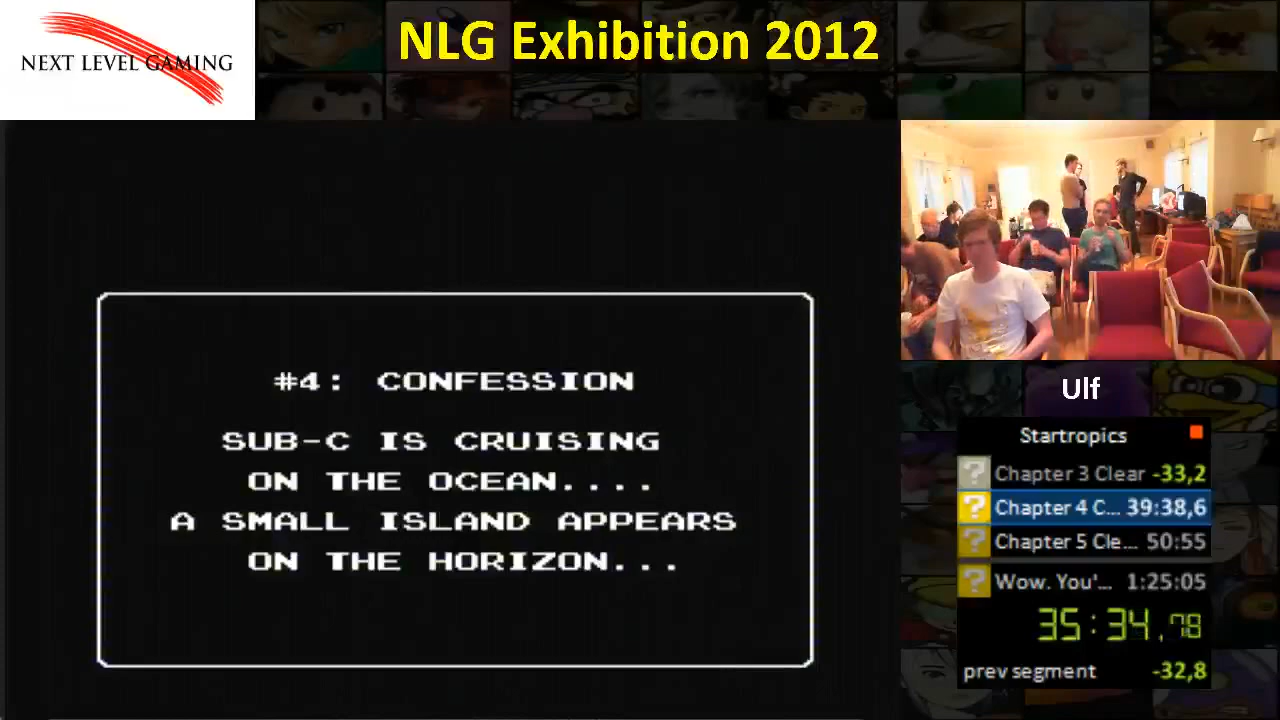 NEXT LEVEL GAMING
NLG Exhibition 2012
#4: CONFESSION
SUB-C IS CRUISING
ON THE OCEAN....
A SMALL ISLAND APPEARS
ON THE HORIZON...
Ulf
Startropics
Chapter 3 Clear -33,2
Chapter 4 C... 39:38,6
Chapter 5 Cle... 50:55
Wow. You'... 1:25:05
35:34,78
prev segment -32,8